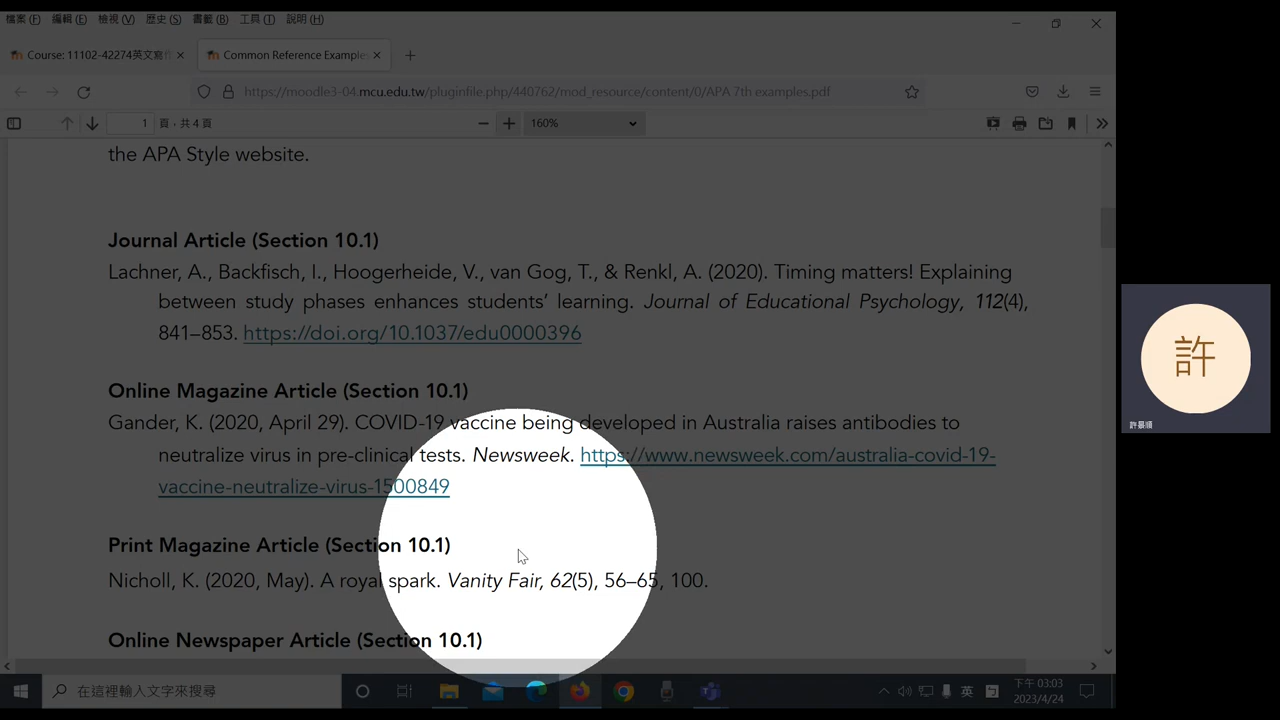 檔案 (F) 編輯 (E) 檢視 (V) 歷史 (S) 書籤 (B) 工具 (T) 說明 (H)
Course: 11102-42274英文寫作
Common Reference Examples
https://moodle3-04.mcu.edu.tw/pluginfile.php/440762/mod_resource/content/0/APA 7th examples.pdf
1 頁，共 4 頁
160%
the APA Style website.
Journal Article (Section 10.1)
Lachner, A., Backfisch, I., Hoogerheide, V., van Gog, T., & Renkl, A. (2020). Timing matters! Explaining
between study phases enhances students’ learning. Journal of Educational Psychology, 112(4),
841–853. https://doi.org/10.1037/edu0000396
Online Magazine Article (Section 10.1)
Gander, K. (2020, April 29). COVID-19 vaccine being developed in Australia raises antibodies to
neutralize virus in pre-clinical tests. Newsweek. https://www.newsweek.com/australia-covid-19-
vaccine-neutralize-virus-1500849
Print Magazine Article (Section 10.1)
Nicholl, K. (2020, May). A royal spark. Vanity Fair, 62(5), 56–65, 100.
Online Newspaper Article (Section 10.1)
許
許景順
在這裡輸入文字來搜尋
英
下午 03:03
2023/4/24